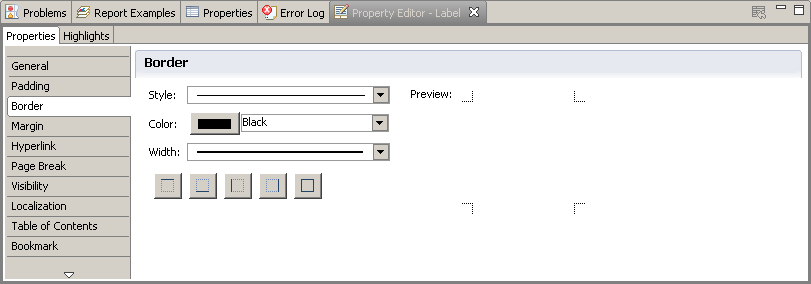 Problems Report Examples Properties Error Log Property Editor - Label
Properties Highlights
General
Padding
Border
Margin
Hyperlink
Page Break
Visibility
Localization
Table of Contents
Bookmark
Border
Style:
Color: Black
Width:
Preview: